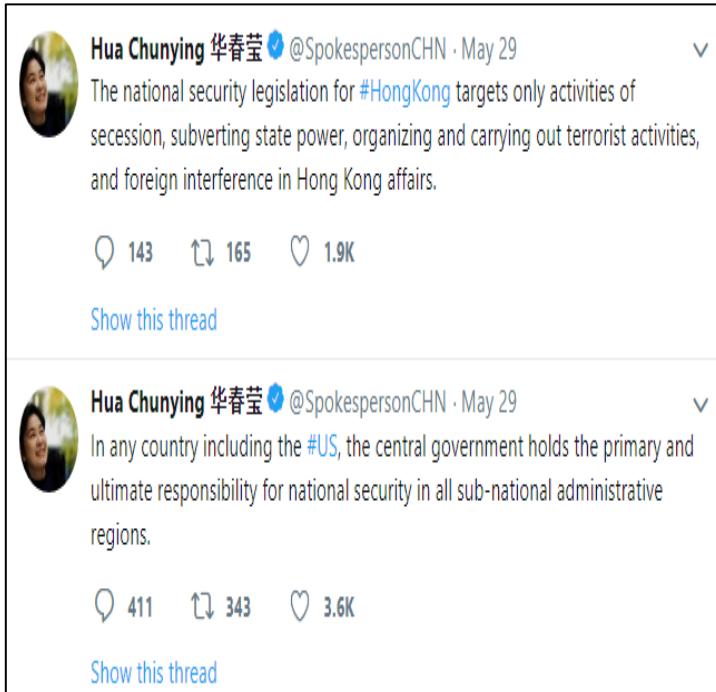 Hua Chunying 华春莹 @SpokespersonCHN · May 29
The national security legislation for #HongKong targets only activities of
secession, subverting state power, organizing and carrying out terrorist activities,
and foreign interference in Hong Kong affairs.
143 165 1.9K
Show this thread
Hua Chunying 华春莹 @SpokespersonCHN · May 29
In any country including the #US, the central government holds the primary and
ultimate responsibility for national security in all sub-national administrative
regions.
411 343 3.6K
Show this thread